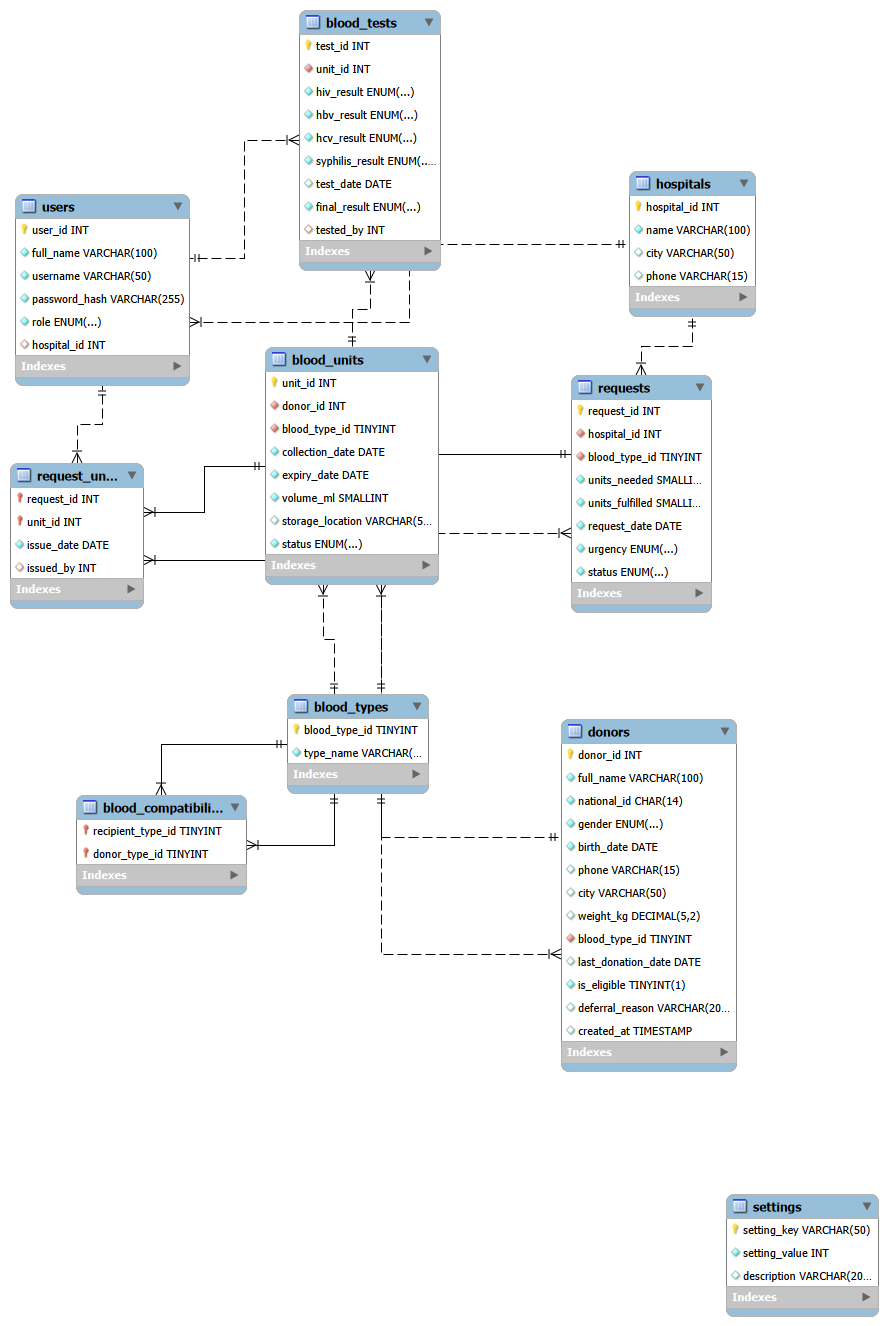 blood_tests
test_id INT
unit_id INT
hiv_result ENUM(...)
hbv_result ENUM(...)
hcv_result ENUM(...)
syphilis_result ENUM(.....
test_date DATE
final_result ENUM(...)
tested_by INT
Indexes
hospitals
hospital_id INT
name VARCHAR(100)
city VARCHAR(50)
phone VARCHAR(15)
Indexes
users
user_id INT
full_name VARCHAR(100)
username VARCHAR(50)
password_hash VARCHAR(255)
role ENUM(...)
hospital_id INT
Indexes
blood_units
unit_id INT
donor_id INT
blood_type_id TINYINT
collection_date DATE
expiry_date DATE
volume_ml SMALLINT
storage_location VARCHAR(5...
status ENUM(...)
Indexes
requests
request_id INT
hospital_id INT
blood_type_id TINYINT
units_needed SMALLI...
units_fulfilled SMALLI...
request_date DATE
urgency ENUM(...)
status ENUM(...)
Indexes
request_un...
request_id INT
unit_id INT
issue_date DATE
issued_by INT
Indexes
blood_types
blood_type_id TINYINT
type_name VARCHAR(...
Indexes
donors
donor_id INT
full_name VARCHAR(100)
national_id CHAR(14)
gender ENUM(...)
birth_date DATE
phone VARCHAR(15)
city VARCHAR(50)
weight_kg DECIMAL(5,2)
blood_type_id TINYINT
last_donation_date DATE
is_eligible TINYINT(1)
deferral_reason VARCHAR(20...
created_at TIMESTAMP
Indexes
blood_compatibili...
recipient_type_id TINYINT
donor_type_id TINYINT
Indexes
settings
setting_key VARCHAR(50)
setting_value INT
description VARCHAR(20...
Indexes